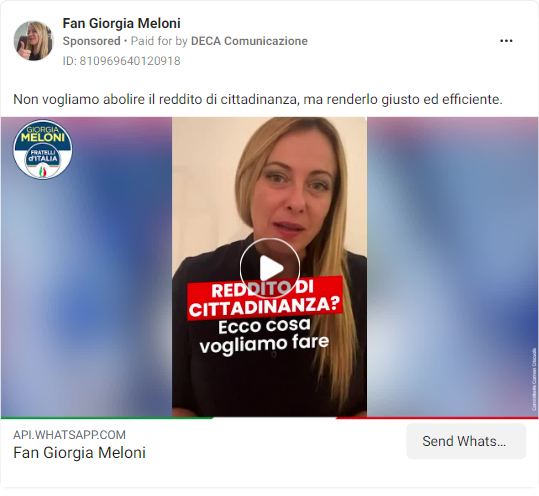 Fan Giorgia Meloni
Sponsored • Paid for by DECA Comunicazione
ID: 810969640120918
Non vogliamo abolire il reddito di cittadinanza, ma renderlo giusto ed efficiente.
GIORGIA
MELONI
FRATELLI
d'ITALIA
REDDITO DI
CITTADINANZA?
Ecco cosa
vogliamo fare
API.WHATSAPP.COM
Fan Giorgia Meloni
Send Whats...